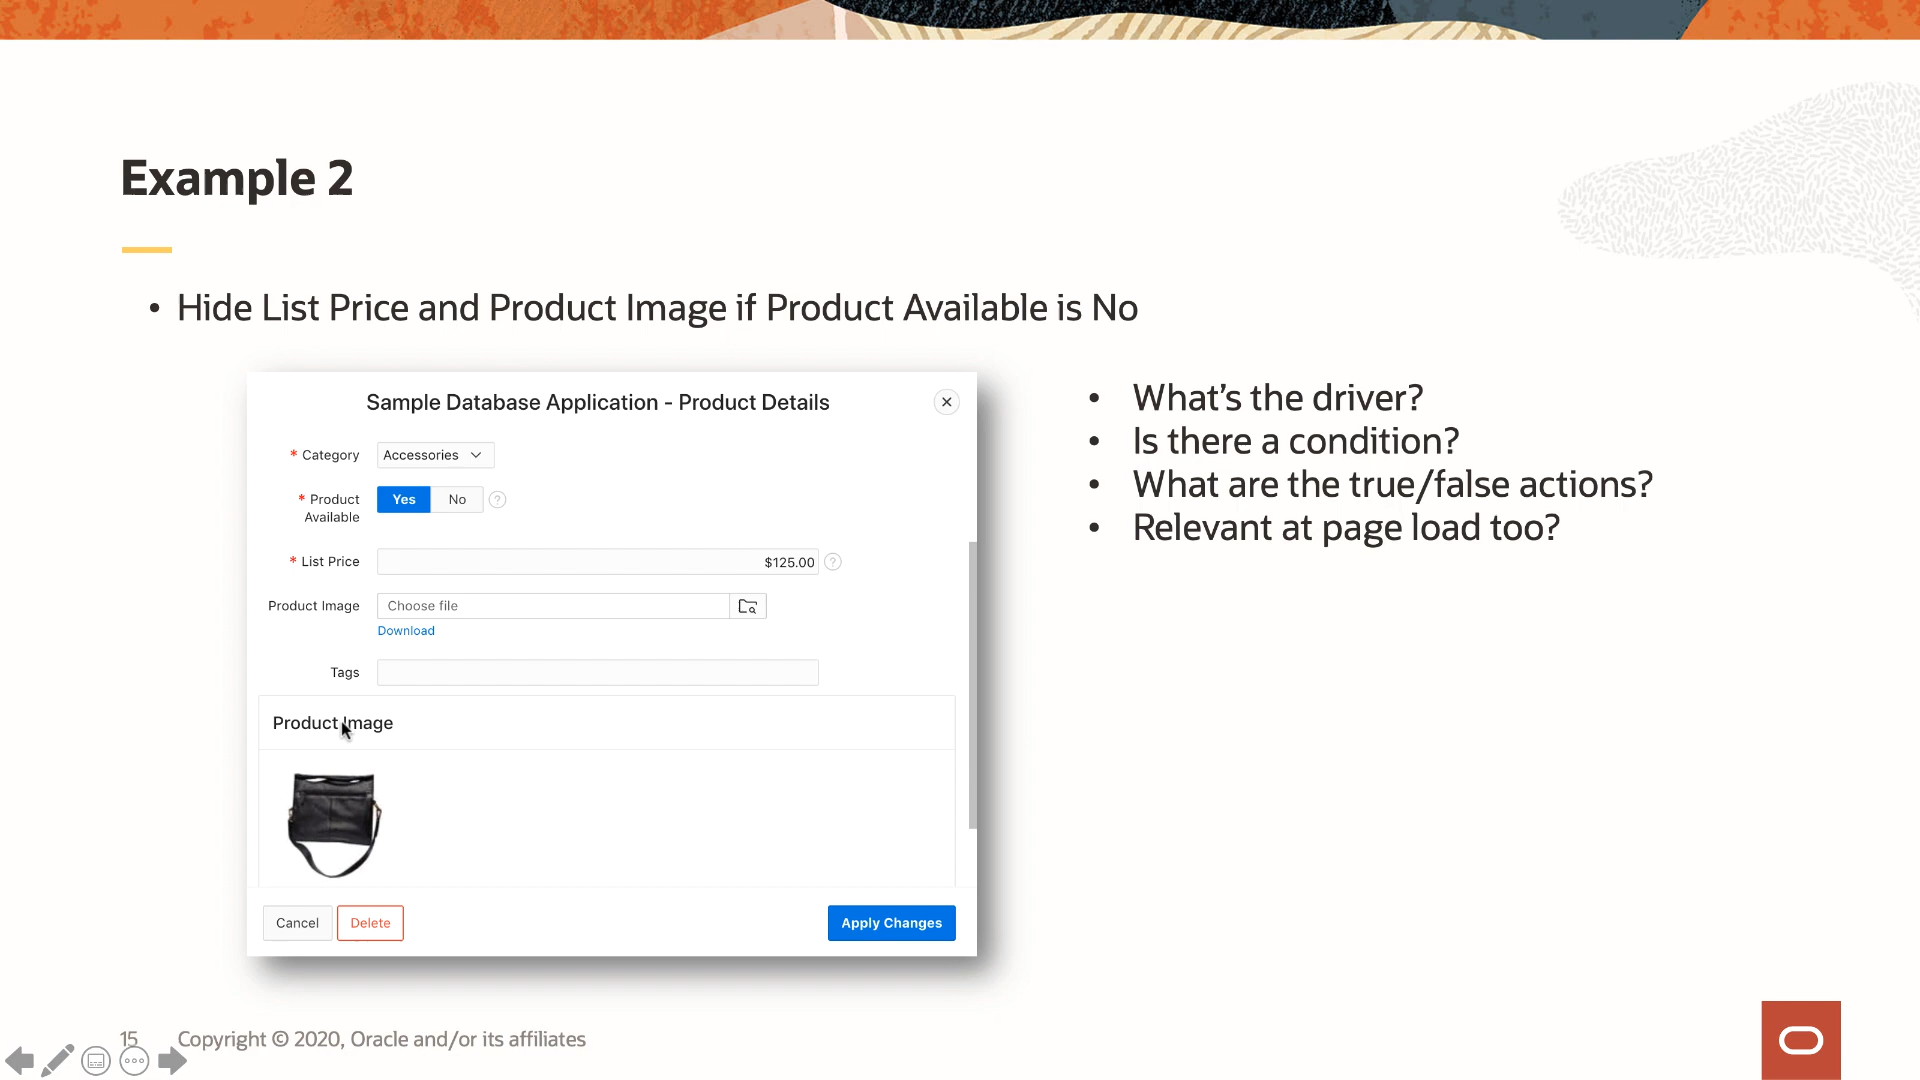 Example 2
• Hide List Price and Product Image if Product Available is No
Sample Database Application - Product Details
* Category
Accessories
* Product
Available
Yes
No
?
* List Price
$125.00
?
Product Image
Choose file
Download
Tags
Product Image
Cancel
Delete
Apply Changes
• What's the driver?
• Is there a condition?
• What are the true/false actions?
• Relevant at page load too?
15
Copyright © 2020, Oracle and/or its affiliates